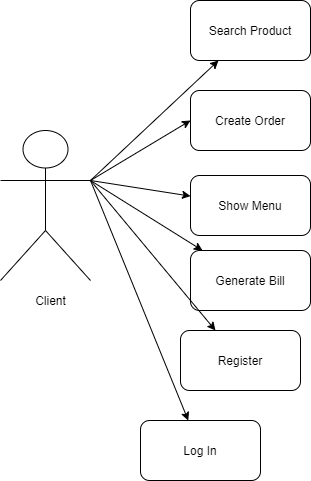 Search Product
Create Order
Show Menu
Generate Bill
Client
Register
Log In